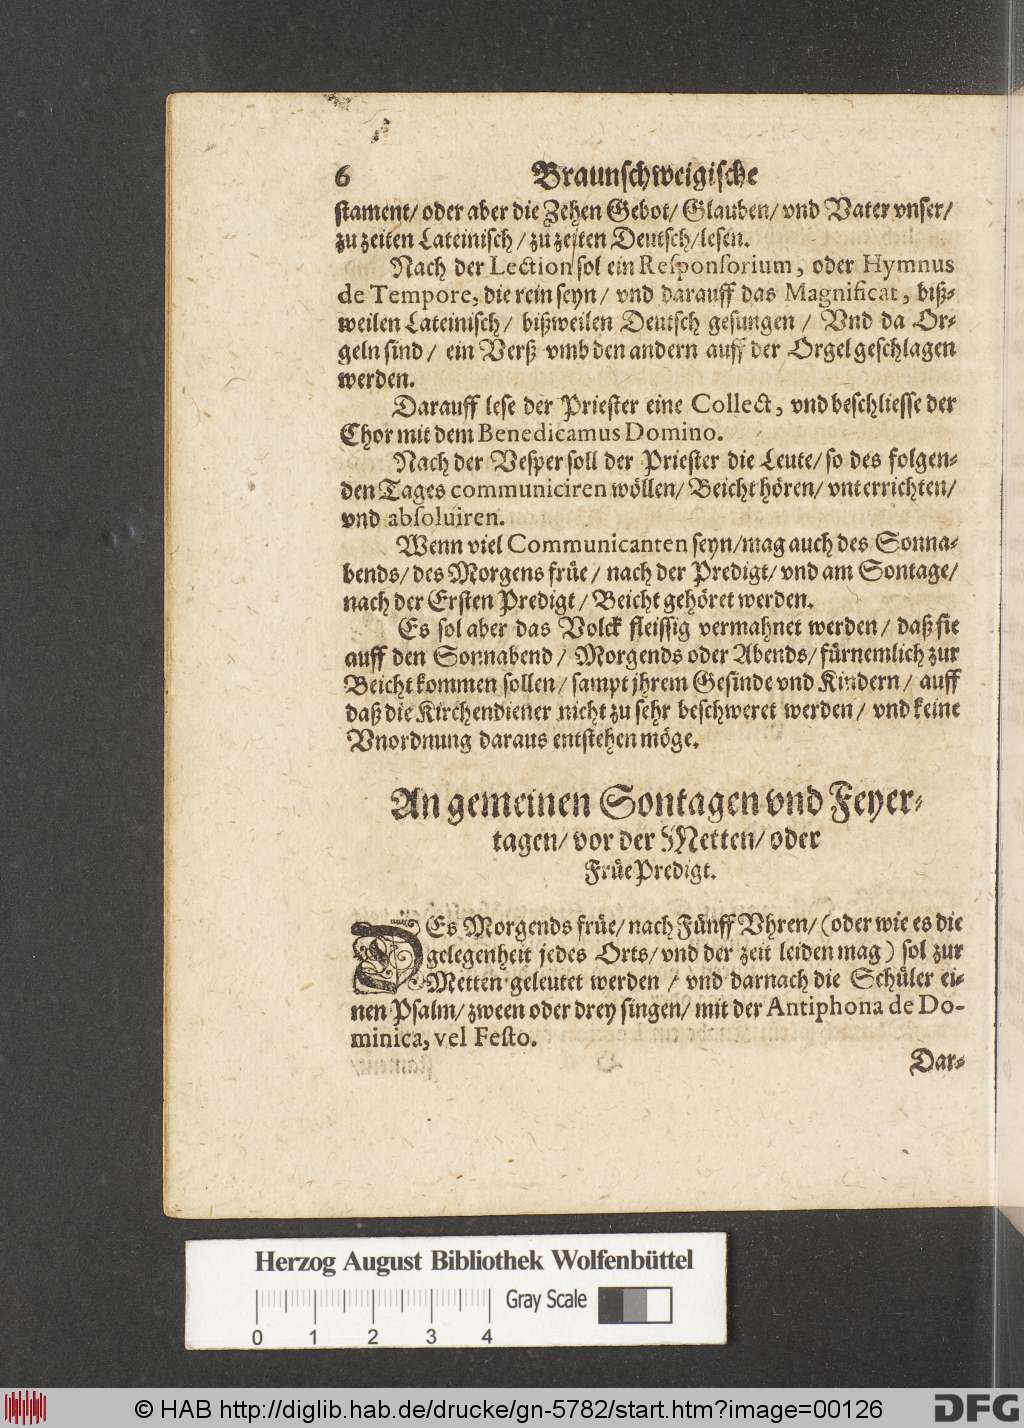 6 Braunschweigische
stament/ oder aber die Zehen Gebot/ Glauben/ vnd Vater vnser/
zu zeiten Lateinisch / zu zeiten Deutsch/lesen.
Nach der Lection sol ein Responsorium, oder Hymnus
de Tempore, die rein seyn/ vnd darauff das Magnificat, biß-
weilen Lateinisch/ bißweilen Deutsch gesungen / Vnd da Or-
geln sind / ein Verß vmb den andern auff der Orgel geschlagen
werden.
Darauff lese der Priester eine Collect, vnd beschliesse der
Chor mit dem Benedicamus Domino.
Nach der Vesper soll der Priester die Leute/ so des folgen-
den Tages communiciren wöllen/ Beicht hören/ vnterrichten/
vnd absoluiren.
Wenn viel Communicanten seyn/mag auch des Sonna-
bends/ des Morgens früe / nach der Predigt/ vnd am Sontage/
nach der Ersten Predigt / Beicht gehöret werden.
Es sol aber das Volck fleissig vermahnet werden / daß sie
auff den Sonnabend / Morgends oder Abends/ fürnemlich zur
Beicht kommen sollen/ sampt jhrem Gesinde vnd Kindern / auff
daß die Kirchendiener nicht zu sehr beschweret werden / vnd keine
Vnordnung daraus entstehen möge.
An gemeinen Sontagen vnd Feyer-
tagen/ vor der Metten/ oder
Früe Predigt.
DEs Morgends früe/ nach Fünff Vhren/ (oder wie es die
gelegenheit jedes Orts/ vnd der zeit leiden mag) sol zur
Metten geleutet werden / vnd darnach die Schüler ei-
nen Psalm/ zween oder drey singen/ mit der Antiphona de Do-
minica, vel Festo.
Dar-
Herzog August Bibliothek Wolfenbüttel
Gray Scale
0 1 2 3 4
© HAB http://diglib.hab.de/drucke/gn-5782/start.htm?image=00126
DFG